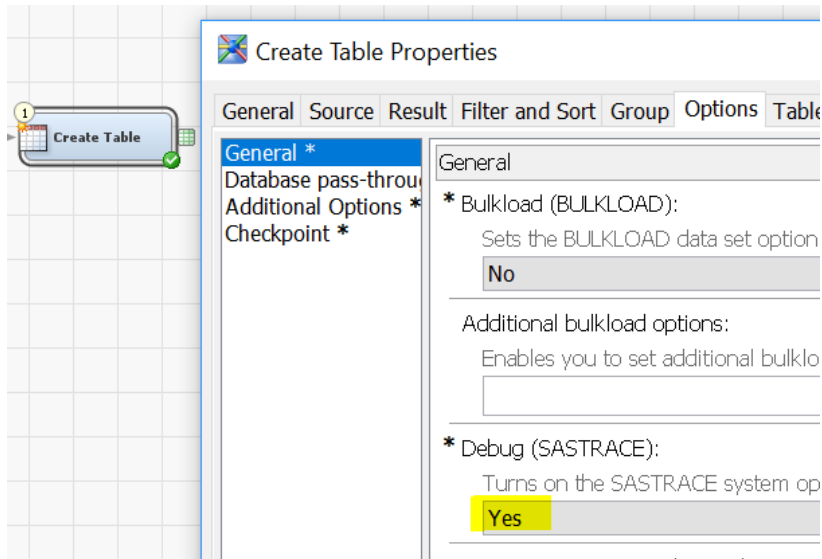 Create Table Properties
General Source Result Filter and Sort Group Options Table
1
Create Table
General *
Database pass-throu
Additional Options *
Checkpoint *
General
* Bulkload (BULKLOAD):
Sets the BULKLOAD data set option
No
Additional bulkload options:
Enables you to set additional bulklo
* Debug (SASTRACE):
Turns on the SASTRACE system op
Yes